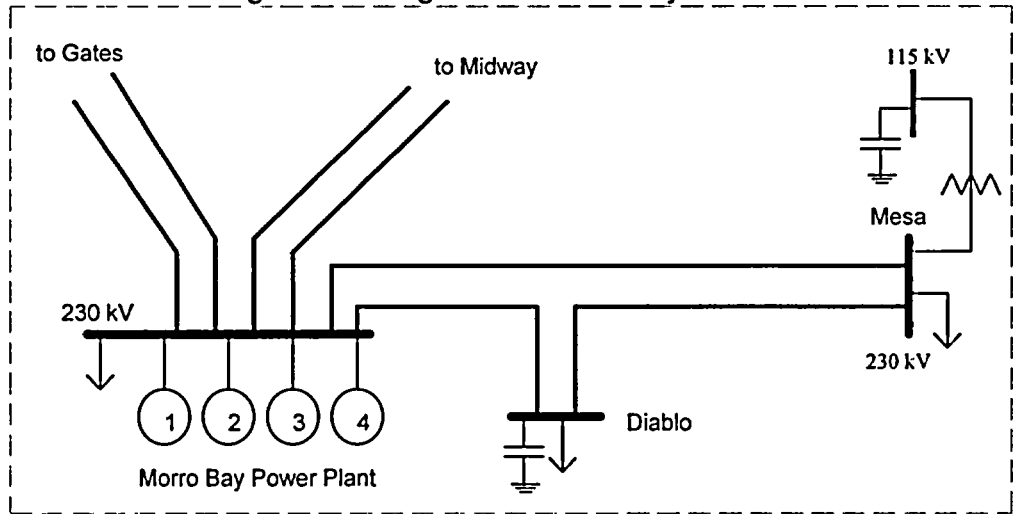 to Gates
to Midway
115 kV
Mesa
230 kV
230 kV
1
2
3
4
Diablo
Morro Bay Power Plant